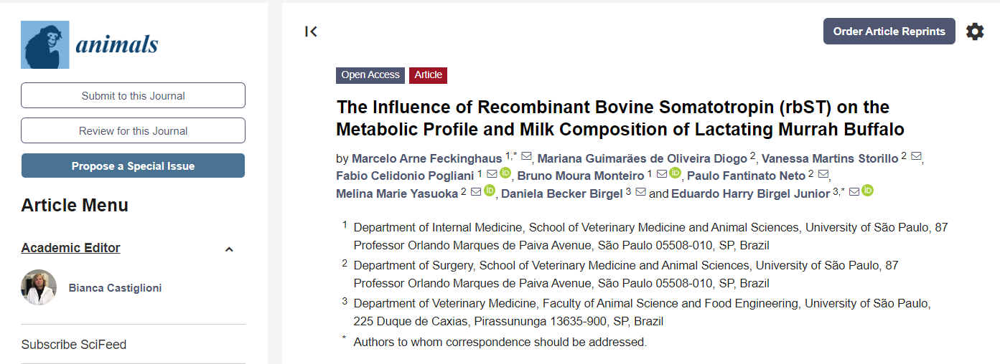 animals
Submit to this Journal
Review for this Journal
Propose a Special Issue
Article Menu
Academic Editor
Bianca Castiglioni
Subscribe SciFeed
Order Article Reprints
Open Access Article
The Influence of Recombinant Bovine Somatotropin (rbST) on the
Metabolic Profile and Milk Composition of Lactating Murrah Buffalo
by Marcelo Arne Feckinghaus 1,* , Mariana Guimarães de Oliveira Diogo 2, Vanessa Martins Storillo 2 ,
Fabio Celidonio Pogliani 1 iD, Bruno Moura Monteiro 1 iD, Paulo Fantinato Neto 2 ,
Melina Marie Yasuoka 2 iD, Daniela Becker Birgel 3 and Eduardo Harry Birgel Junior 3,* iD
1 Department of Internal Medicine, School of Veterinary Medicine and Animal Sciences, University of São Paulo, 87
Professor Orlando Marques de Paiva Avenue, São Paulo 05508-010, SP, Brazil
2 Department of Surgery, School of Veterinary Medicine and Animal Sciences, University of São Paulo, 87
Professor Orlando Marques de Paiva Avenue, São Paulo 05508-010, SP, Brazil
3 Department of Veterinary Medicine, Faculty of Animal Science and Food Engineering, University of São Paulo,
225 Duque de Caxias, Pirassununga 13635-900, SP, Brazil
* Authors to whom correspondence should be addressed.